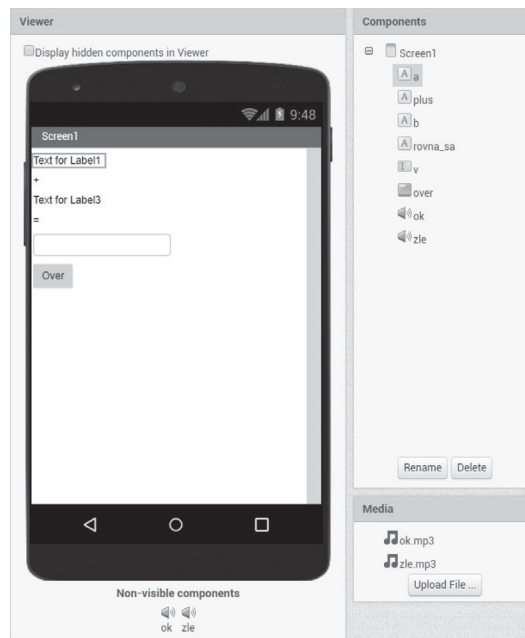 Viewer
Display hidden components in Viewer
9:48
Screen1
Text for Label1
+
Text for Label3
=
Over
Non-visible components
ok zle
Components
Screen1
a
plus
b
rovna_sa
v
over
ok
zle
Rename Delete
Media
ok.mp3
zle.mp3
Upload File ...